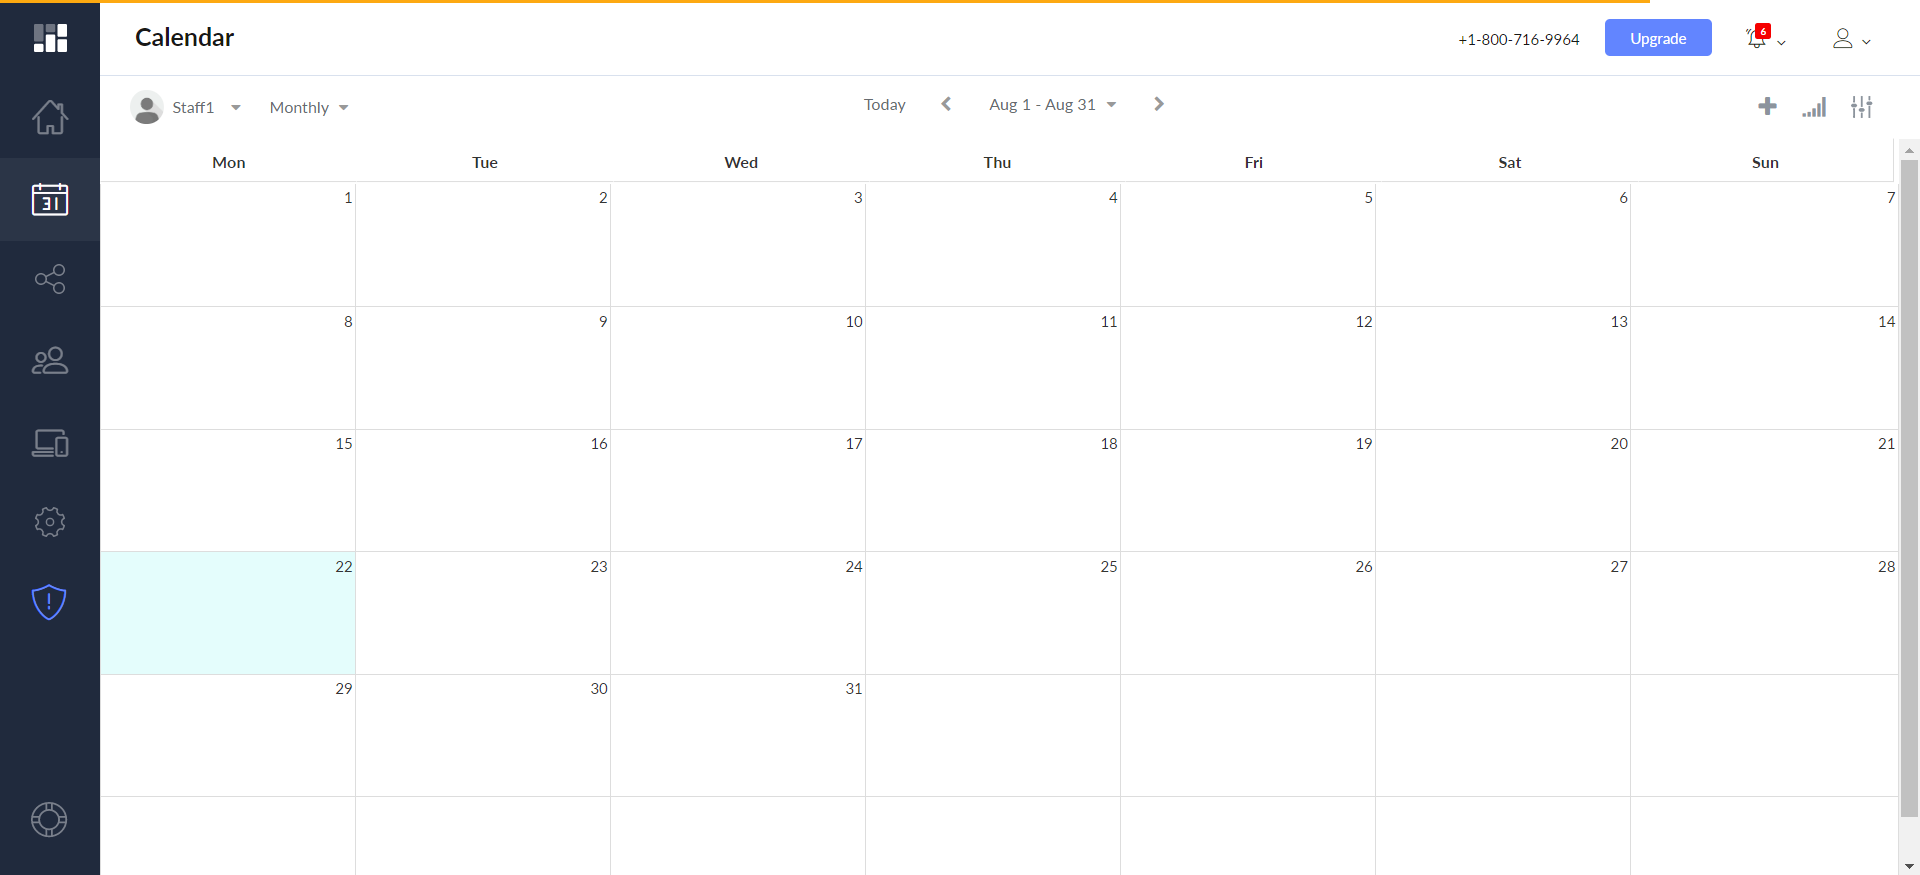 Calendar
+1-800-716-9964
Upgrade
6
Staff1
Monthly
Today
Aug 1 - Aug 31
Mon Tue Wed Thu Fri Sat Sun
31
1 2 3 4 5 6 7
8 9 10 11 12 13 14
15 16 17 18 19 20 21
22 23 24 25 26 27 28
29 30 31